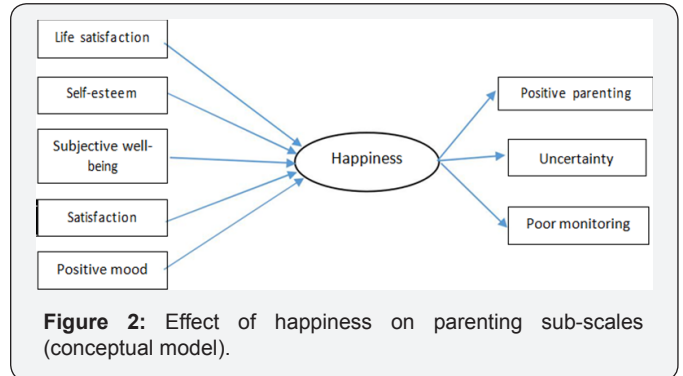 Life satisfaction
Self-esteem
Subjective well-
being
Satisfaction
Positive mood
Happiness
Positive parenting
Uncertainty
Poor monitoring
Figure 2: Effect of happiness on parenting sub-scales
(conceptual model).